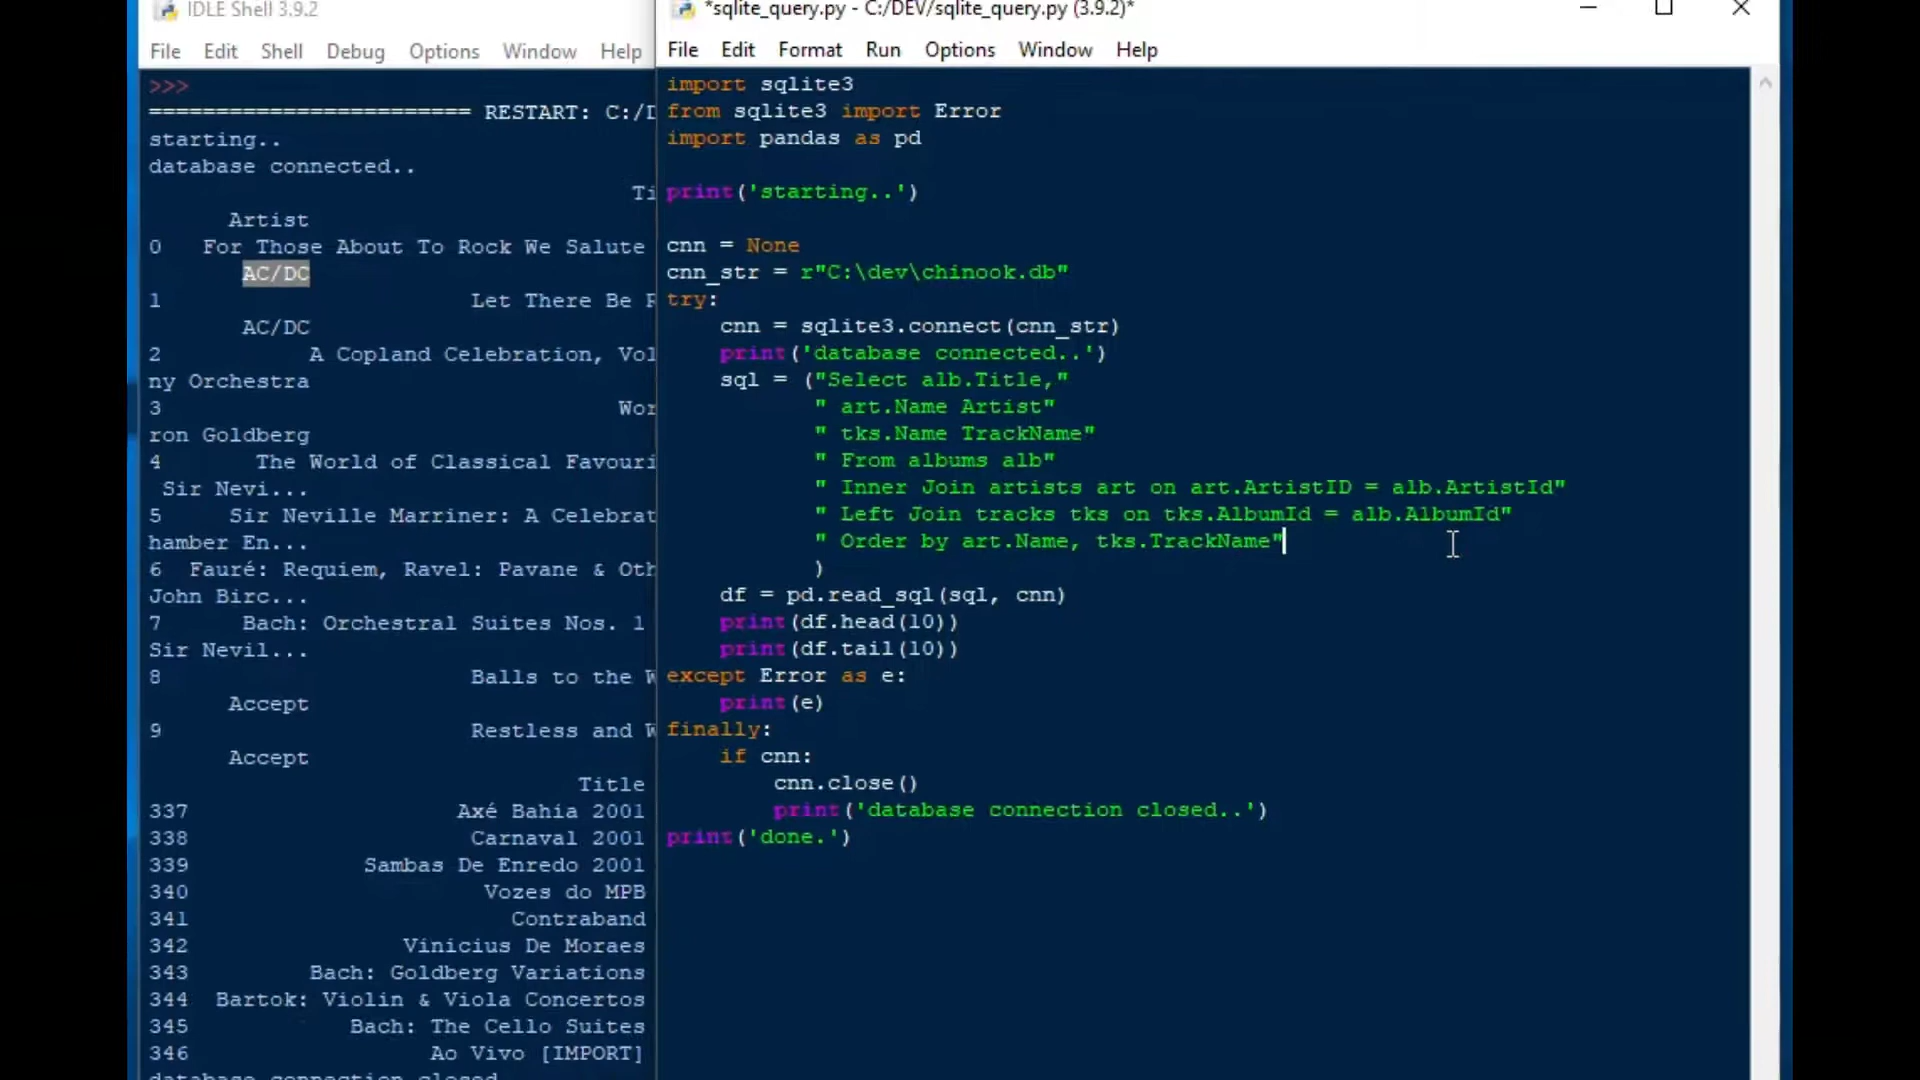 IDLE Shell 3.9.2
File Edit Shell Debug Options Window Help
>>>
======================== RESTART: C:/D
starting..
database connected..
Ti
Artist
0 For Those About To Rock We Salute
AC/DC
1 Let There Be R
AC/DC
2 A Copland Celebration, Vol
ny Orchestra
3 Wor
ron Goldberg
4 The World of Classical Favouri
Sir Nevi...
5 Sir Neville Marriner: A Celebrat
hamber En...
6 Fauré: Requiem, Ravel: Pavane & Oth
John Birc...
7 Bach: Orchestral Suites Nos. 1
Sir Nevil...
8 Balls to the W
Accept
9 Restless and W
Accept
Title
337 Axé Bahia 2001
338 Carnaval 2001
339 Sambas De Enredo 2001
340 Vozes do MPB
341 Contraband
342 Vinicius De Moraes
343 Bach: Goldberg Variations
344 Bartok: Violin & Viola Concertos
345 Bach: The Cello Suites
346 Ao Vivo [IMPORT]
database connection closed
*sqlite_query.py - C:/DEV/sqlite_query.py (3.9.2)*
File Edit Format Run Options Window Help
import sqlite3
from sqlite3 import Error
import pandas as pd
print('starting..')
cnn = None
cnn_str = r"C:\dev\chinook.db"
try:
cnn = sqlite3.connect(cnn_str)
print('database connected..')
sql = ("Select alb.Title,"
" art.Name Artist"
" tks.Name TrackName"
" From albums alb"
" Inner Join artists art on art.ArtistID = alb.ArtistId"
" Left Join tracks tks on tks.AlbumId = alb.AlbumId"
" Order by art.Name, tks.TrackName"
)
df = pd.read_sql(sql, cnn)
print(df.head(10))
print(df.tail(10))
except Error as e:
print(e)
finally:
if cnn:
cnn.close()
print('database connection closed..')
print('done.')